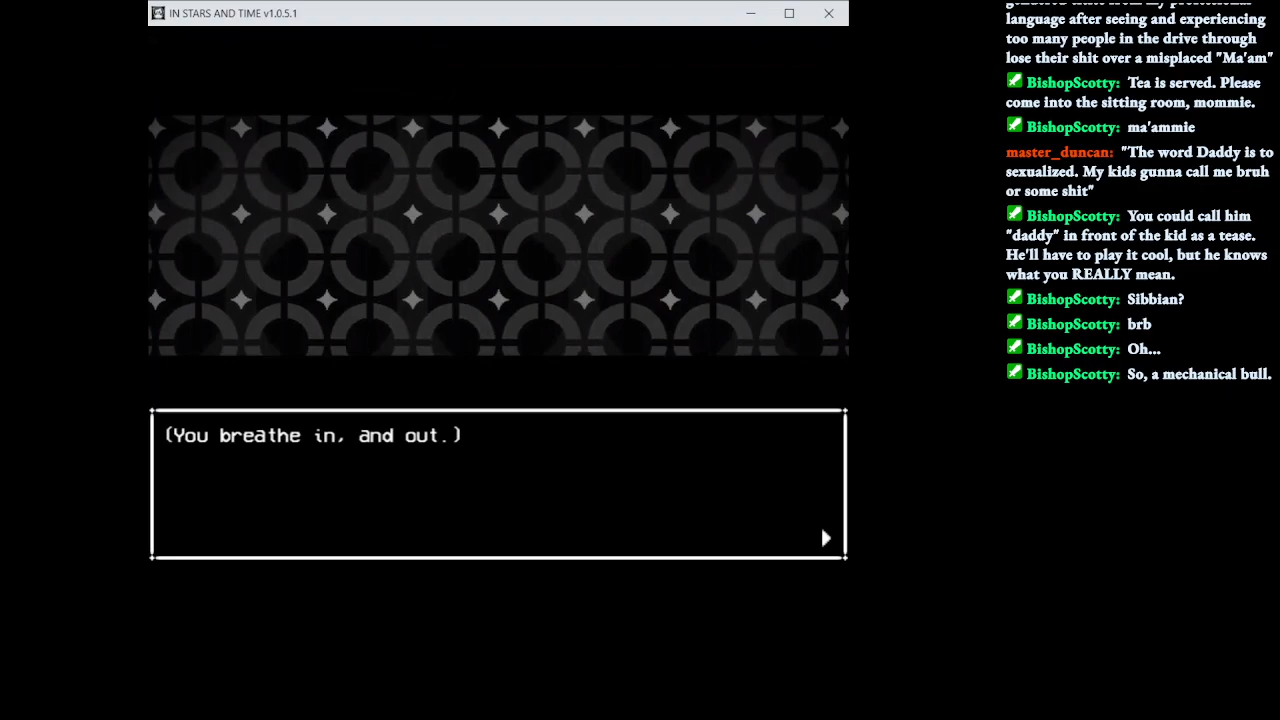 IN STARS AND TIME v1.0.5.1
(You breathe in, and out.)
language after seeing and experiencing
too many people in the drive through
lose their shit over a misplaced "Ma'am"
BishopScotty: Tea is served. Please
come into the sitting room, mommie.
BishopScotty: ma'ammie
master_duncan: "The word Daddy is to
sexualized. My kids gunna call me bruh
or some shit"
BishopScotty: You could call him
"daddy" in front of the kid as a tease.
He'll have to play it cool, but he knows
what you REALLY mean.
BishopScotty: Sibbian?
BishopScotty: brb
BishopScotty: Oh...
BishopScotty: So, a mechanical bull.